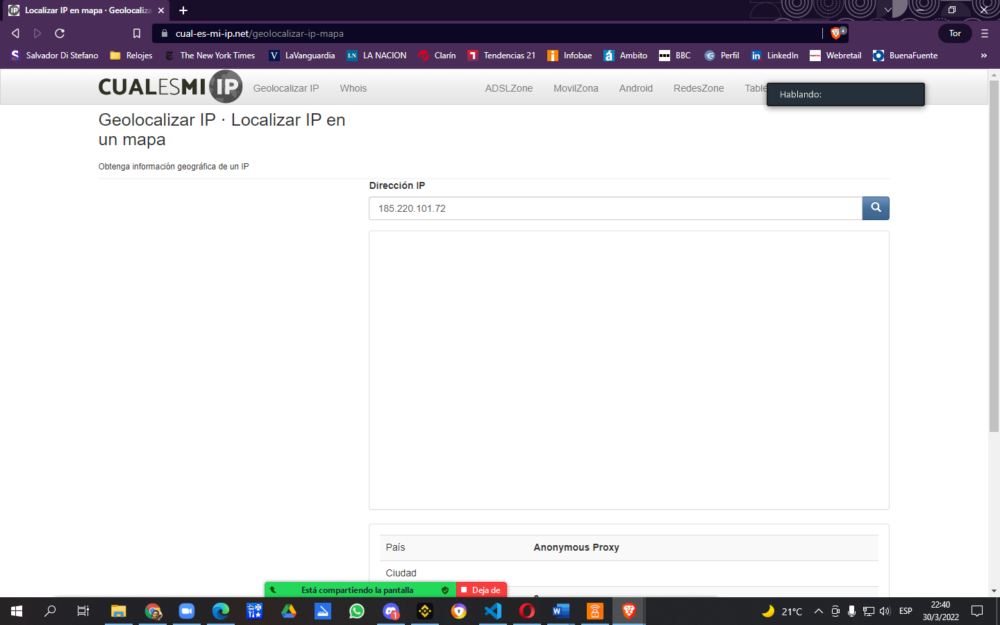 Localizar IP en mapa · Geolocaliza
cual-es-mi-ip.net/geolocalizar-ip-mapa
4
Tor
Salvador Di Stefano
Relojes
The New York Times
LaVanguardia
LN
LA NACION
Clarín
Tendencias 21
Infobae
Ambito
BBC
Perfil
LinkedIn
Webretail
BuenaFuente
CUALESMI IP
Geolocalizar IP
Whois
ADSLZone
MovilZona
Android
RedesZone
Table
Hablando:
Geolocalizar IP · Localizar IP en
un mapa
Obtenga información geográfica de un IP
Dirección IP
185.220.101.72
País
Anonymous Proxy
Ciudad
Está compartiendo la pantalla
Deja de
1
21°C
ESP
22:40
30/3/2022